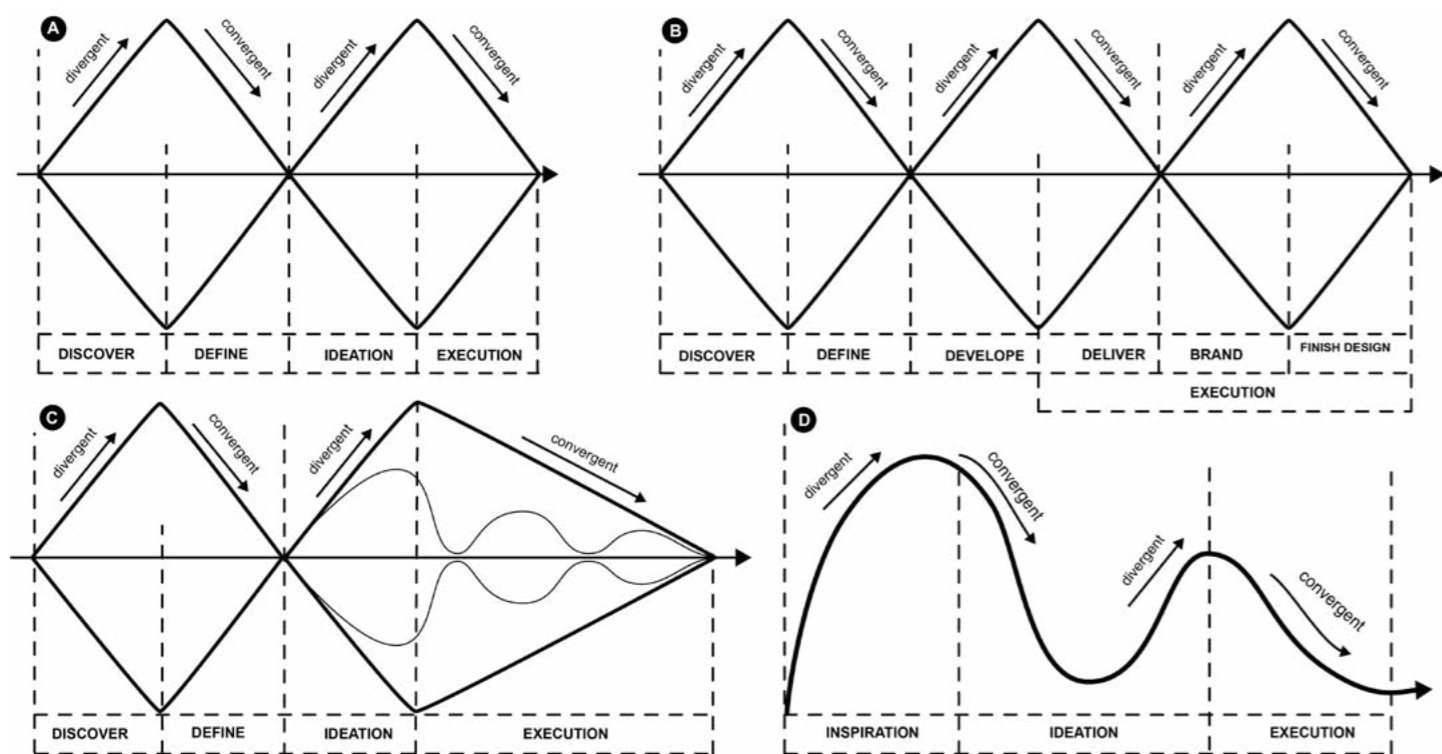 A
divergent
convergent
divergent
convergent
DISCOVER
DEFINE
IDEATION
EXECUTION
B
divergent
convergent
divergent
convergent
divergent
convergent
DISCOVER
DEFINE
DEVELOPE
DELIVER
BRAND
FINISH DESIGN
EXECUTION
C
divergent
convergent
divergent
convergent
DISCOVER
DEFINE
IDEATION
EXECUTION
D
divergent
convergent
divergent
convergent
INSPIRATION
IDEATION
EXECUTION